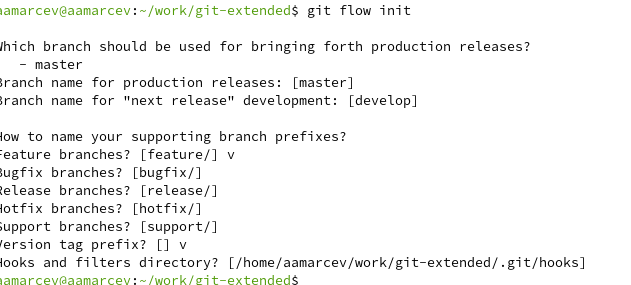 aamarcev@aamarcev:~/work/git-extended$ git flow init
Which branch should be used for bringing forth production releases?
- master
Branch name for production releases: [master]
Branch name for "next release" development: [develop]
How to name your supporting branch prefixes?
Feature branches? [feature/] v
Bugfix branches? [bugfix/]
Release branches? [release/]
Hotfix branches? [hotfix/]
Support branches? [support/]
Version tag prefix? [] v
Hooks and filters directory? [/home/aamarcev/work/git-extended/.git/hooks]
aamarcev@aamarcev:~/work/git-extended$